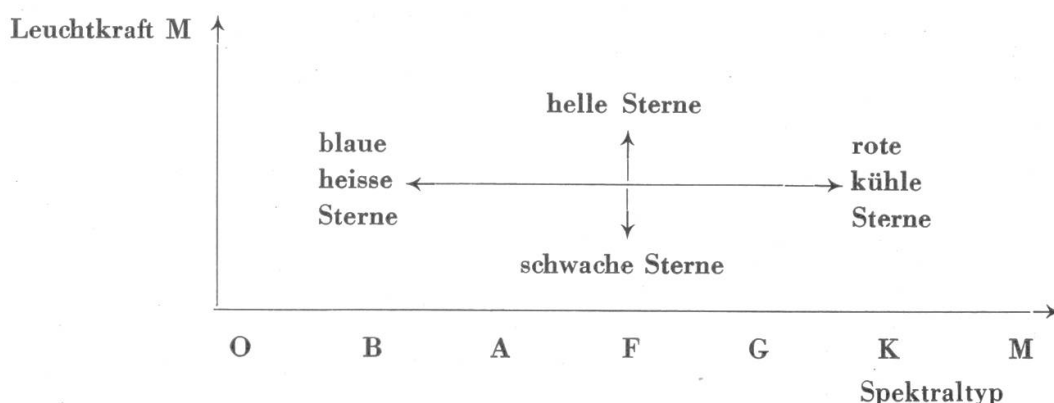 Leuchtkraft M
helle Sterne
blaue
heisse
Sterne
rote
kühle
Sterne
schwache Sterne
O B A F G K M
Spektraltyp